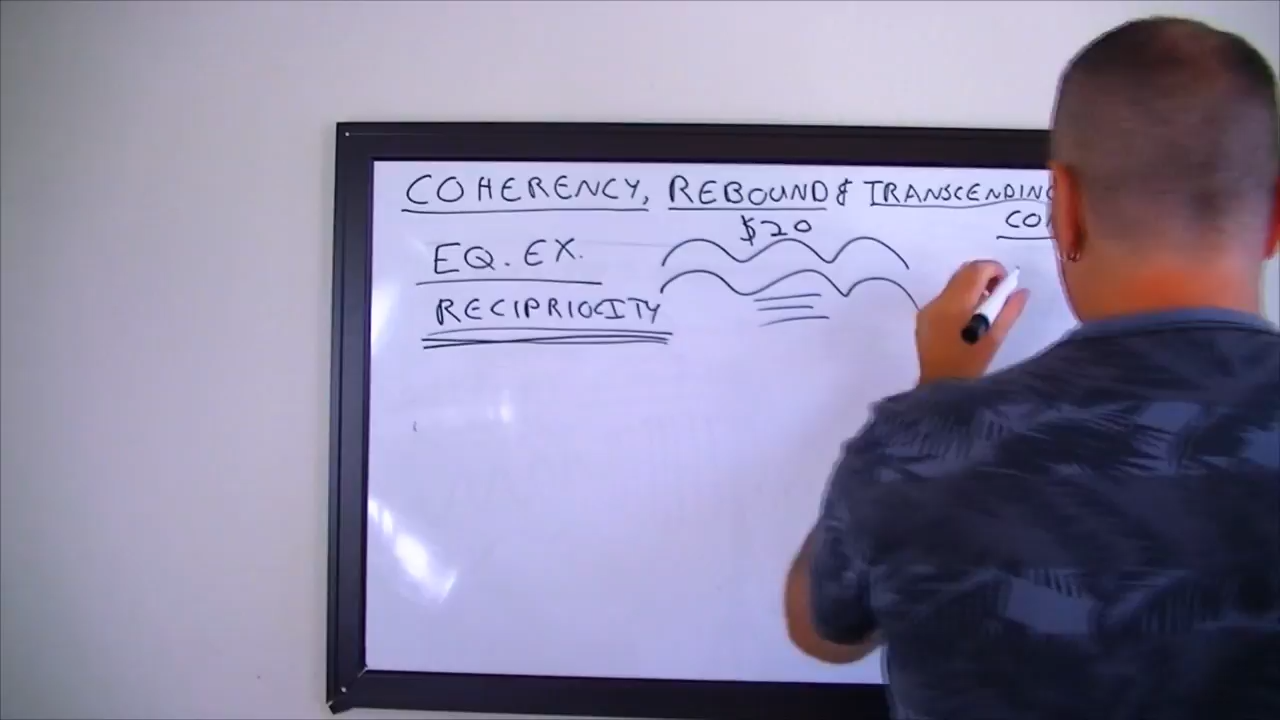 COHERENCY, REBOUND & TRANSCENDING
$20
EQ. EX.
RECIPRIOCITY